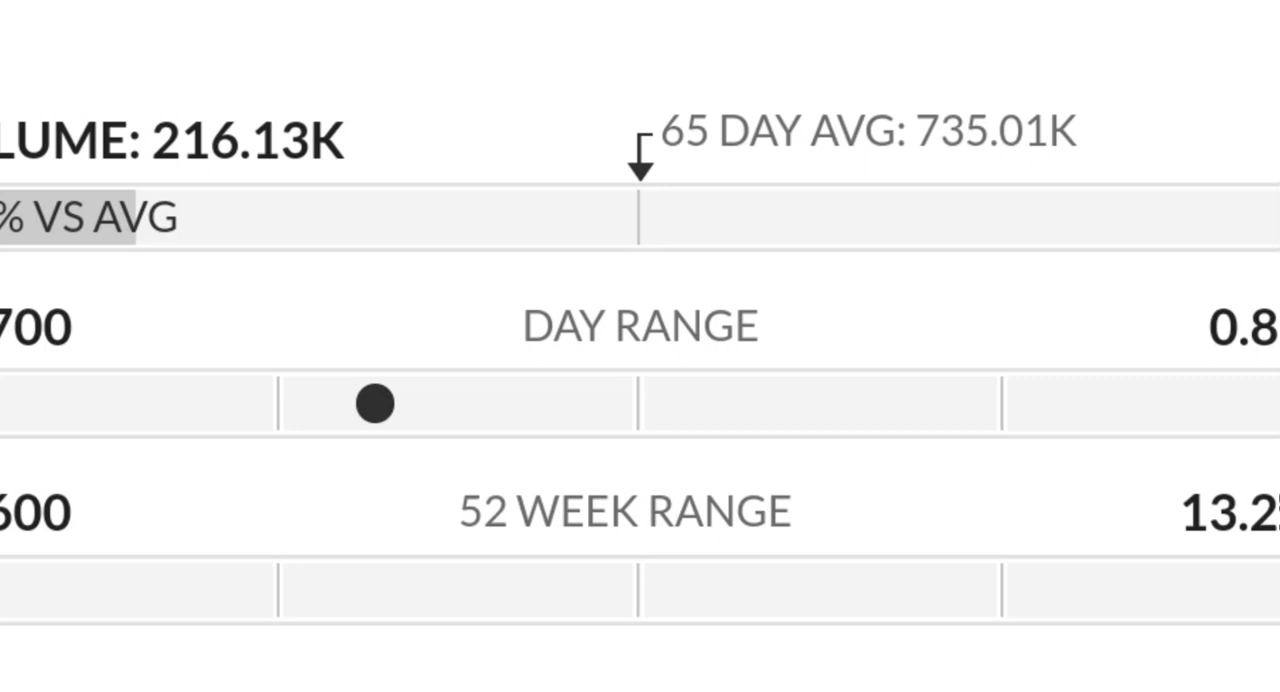 LUME: 216.13K
65 DAY AVG: 735.01K
% VS AVG
700 DAY RANGE 0.8
600 52 WEEK RANGE 13.2